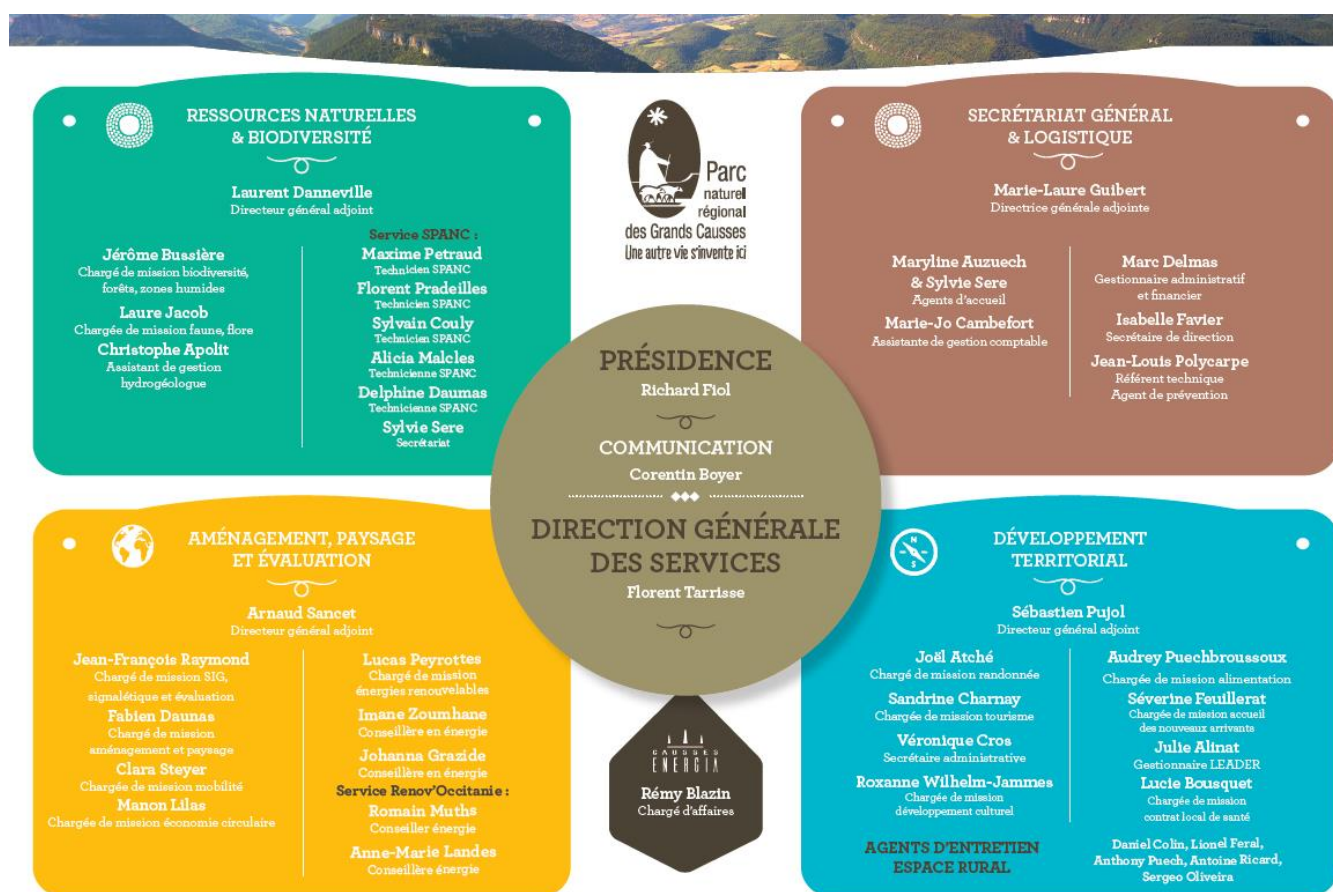 RESSOURCES NATURELLES
& BIODIVERSITÉ
Laurent Danneville
Directeur général adjoint
Jérôme Bussière
Chargé de mission biodiversité,
forêts, zones humides
Laure Jacob
Chargée de mission faune, flore
Christophe Apolit
Assistant de gestion
hydrogéologue
Service SPANC :
Maxime Petraud
Technicien SPANC
Florent Pradeilles
Technicien SPANC
Sylvain Couly
Technicien SPANC
Alicia Malcles
Technicienne SPANC
Delphine Daumas
Technicienne SPANC
Sylvie Sere
Secrétariat
Parc
naturel
régional
des Grands Causses
Une autre vie s'invente ici
SECRÉTARIAT GÉNÉRAL
& LOGISTIQUE
Marie-Laure Guibert
Directrice générale adjointe
Maryline Auzuech
& Sylvie Sere
Agents d'accueil
Marie-Jo Cambefort
Assistante de gestion comptable
Marc Delmas
Gestionnaire administratif
et financier
Isabelle Favier
Secrétaire de direction
Jean-Louis Polycarpe
Référent technique
Agent de prévention
PRÉSIDENCE
Richard Fiol
COMMUNICATION
Corentin Boyer
DIRECTION GÉNÉRALE
DES SERVICES
Florent Tarrisse
AMÉNAGEMENT, PAYSAGE
ET ÉVALUATION
Arnaud Sancet
Directeur général adjoint
Jean-François Raymond
Chargé de mission SIG,
signalétique et évaluation
Fabien Daunas
Chargé de mission
aménagement et paysage
Clara Steyer
Chargée de mission mobilité
Manon Lilas
Chargée de mission économie circulaire
Lucas Peyrottes
Chargé de mission
énergies renouvelables
Imane Zoumhane
Conseillère en énergie
Johanna Grazide
Conseillère en énergie
Service Renov'Occitanie :
Romain Muths
Conseiller énergie
Anne-Marie Landes
Conseillère énergie
CAUSSES
ENERGIA
Rémy Blazin
Chargé d'affaires
N
S
DÉVELOPPEMENT
TERRITORIAL
Sébastien Pujol
Directeur général adjoint
Joël Atché
Chargé de mission randonnée
Sandrine Charnay
Chargée de mission tourisme
Véronique Cros
Secrétaire administrative
Roxanne Wilhelm-Jammes
Chargée de mission
développement culturel
Audrey Puechbroussoux
Chargée de mission alimentation
Séverine Feuillerat
Chargée de mission accueil
des nouveaux arrivants
Julie Alinat
Gestionnaire LEADER
Lucie Bousquet
Chargée de mission
contrat local de santé
AGENTS D'ENTRETIEN
ESPACE RURAL
Daniel Colin, Lionel Feral,
Anthony Puech, Antoine Ricard,
Sergeo Oliveira